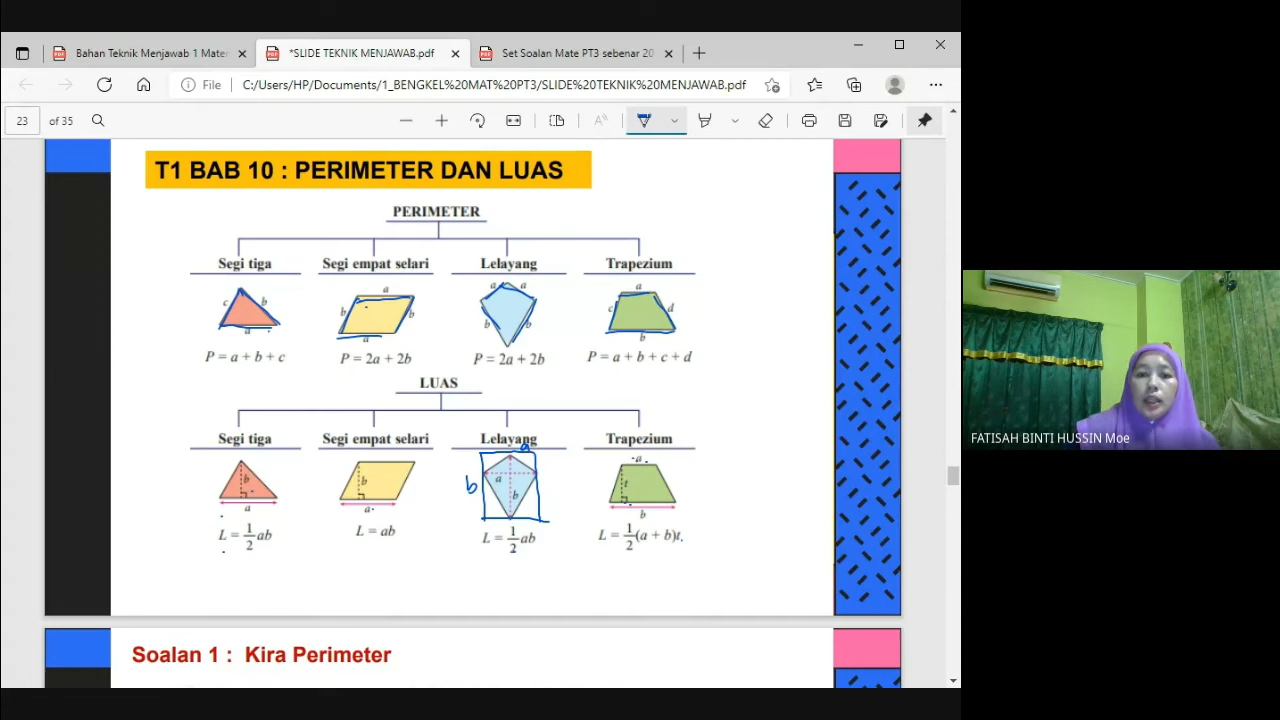 Bahan Teknik Menjawab 1 Mater
*SLIDE TEKNIK MENJAWAB.pdf
Set Soalan Mate PT3 sebenar 20
File
C:/Users/HP/Documents/1_BENGKEL%20MAT%20PT3/SLIDE%20TEKNIK%20MENJAWAB.pdf
23 of 35
T1 BAB 10 : PERIMETER DAN LUAS
PERIMETER
Segi tiga Segi empat selari Lelayang Trapezium
c b a
a b b a
a a b b
a c d b
P = a + b + c P = 2a + 2b P = 2a + 2b P = a + b + c + d
LUAS
Segi tiga Segi empat selari Lelayang Trapezium
b a
b a
a b a b
a t b
L = 1/2 ab L = ab L = 1/2 ab L = 1/2 (a + b)t
Soalan 1 : Kira Perimeter
FATISAH BINTI HUSSIN Moe